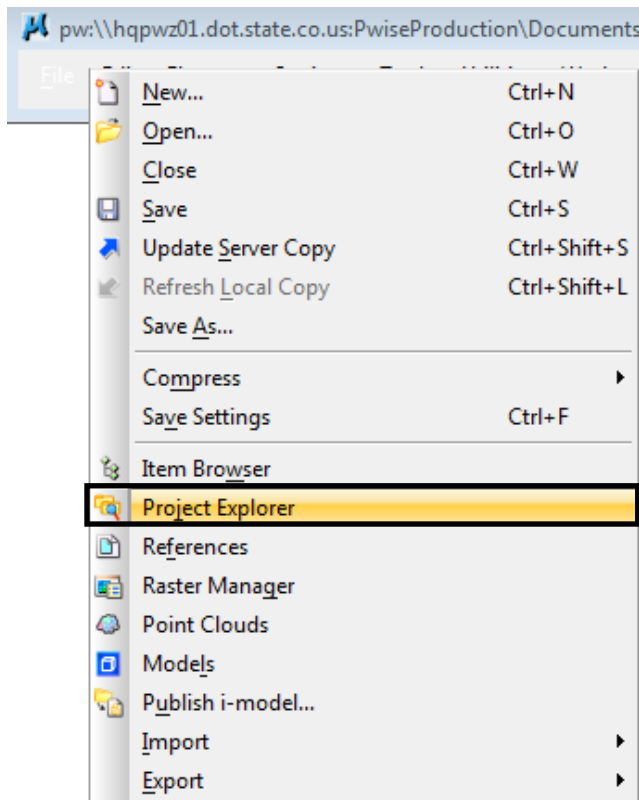 pw:\\hqpwz01.dot.state.co.us:PwiseProduction\Documents
File
New... Ctrl+N
Open... Ctrl+O
Close Ctrl+W
Save Ctrl+S
Update Server Copy Ctrl+Shift+S
Refresh Local Copy Ctrl+Shift+L
Save As...
Compress
Save Settings Ctrl+F
Item Browser
Project Explorer
References
Raster Manager
Point Clouds
Models
Publish i-model...
Import
Export